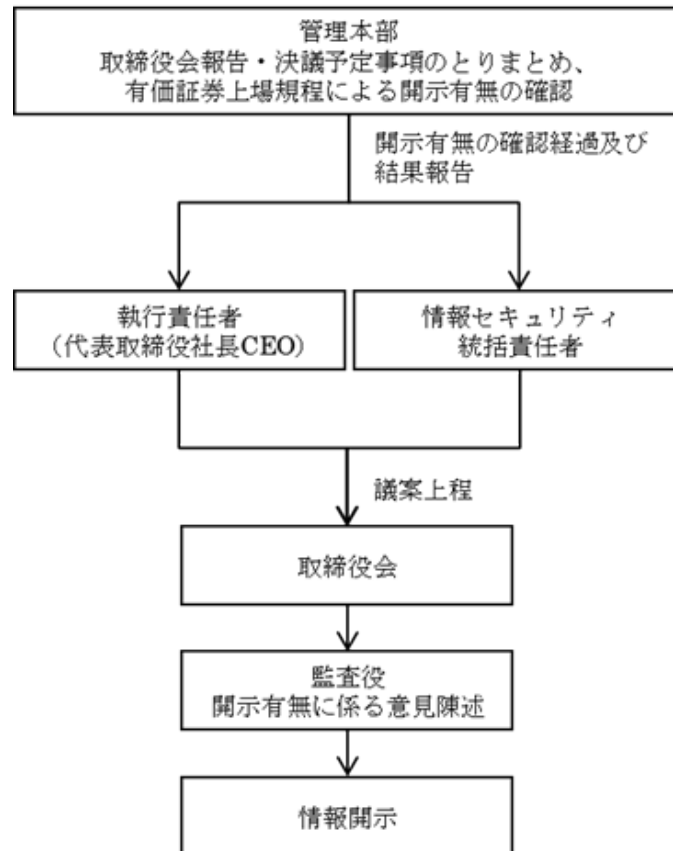 管理本部
取締役会報告・決議予定事項のとりまとめ、
有価証券上場規程による開示有無の確認
開示有無の確認経過及び
結果報告
執行責任者
（代表取締役社長CEO）
情報セキュリティ
統括責任者
議案上程
取締役会
監査役
開示有無に係る意見陳述
情報開示